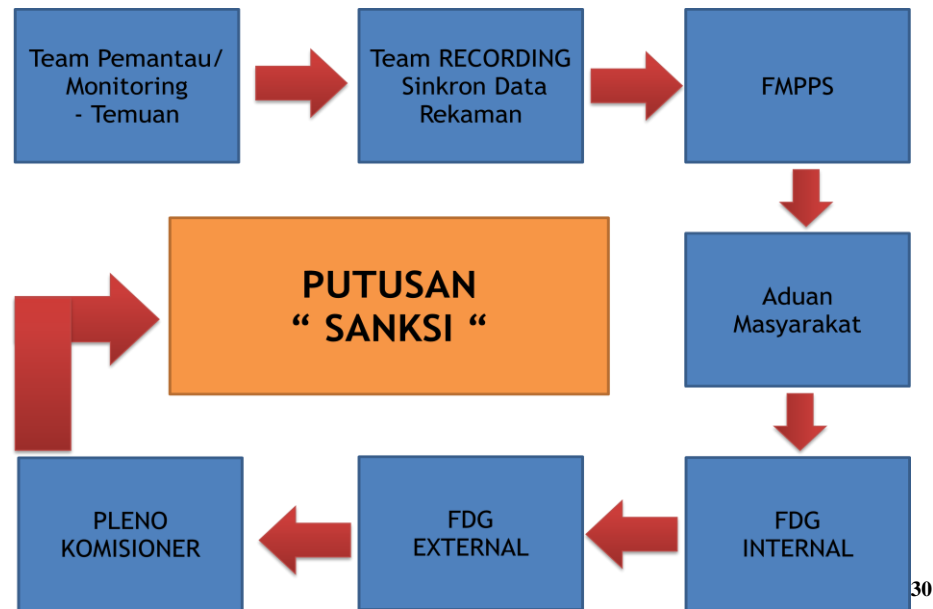 Team Pemantau/
Monitoring
- Temuan
Team RECORDING
Sinkron Data
Rekaman
FMPPS
Aduan
Masyarakat
FDG
INTERNAL
FDG
EXTERNAL
PLENO
KOMISIONER
PUTUSAN
“ SANKSI “
30